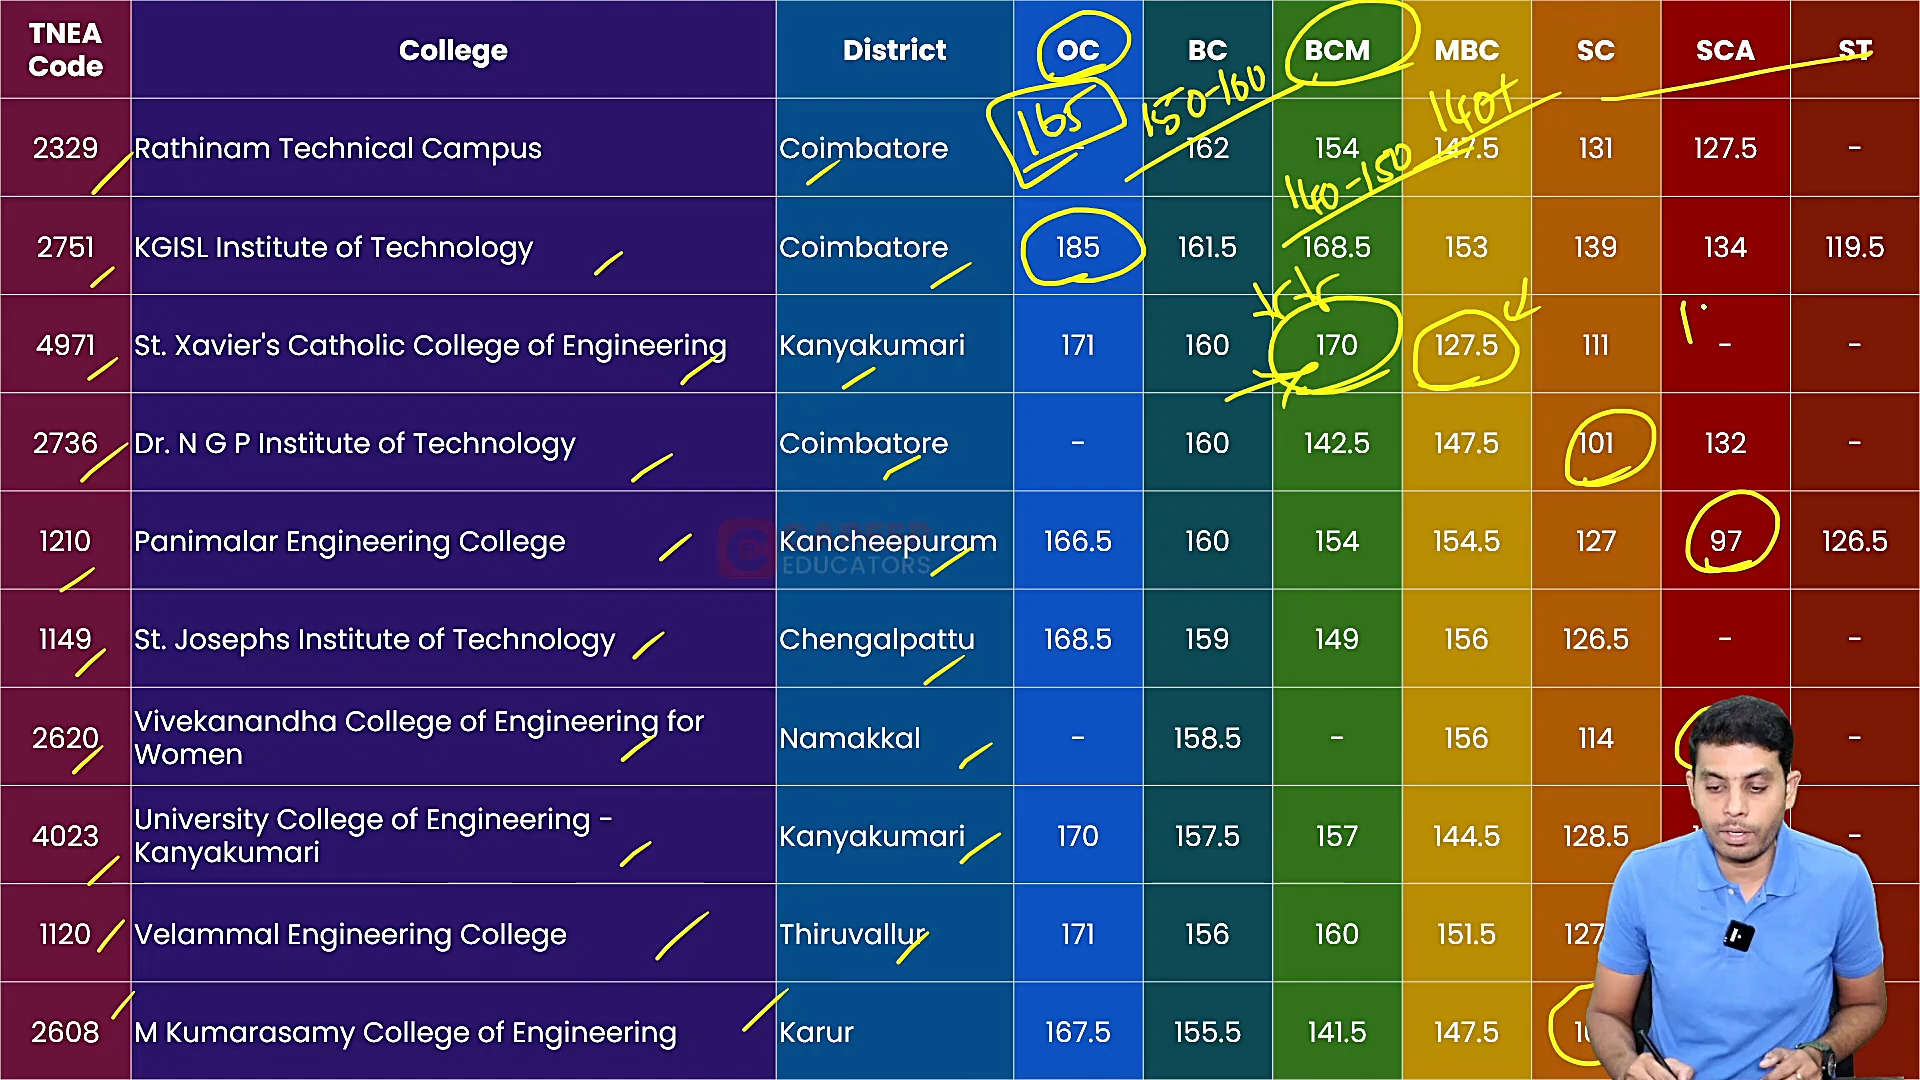 TNEA Code College District OC BC BCM MBC SC SCA ST
165 150-160 140-150 140+
2329 Rathinam Technical Campus Coimbatore - 162 154 147.5 131 127.5 -
2751 KGISL Institute of Technology Coimbatore 185 161.5 168.5 153 139 134 119.5
4971 St. Xavier's Catholic College of Engineering Kanyakumari 171 160 170 127.5 111 - -
2736 Dr. N G P Institute of Technology Coimbatore - 160 142.5 147.5 101 132 -
1210 Panimalar Engineering College Kancheepuram 166.5 160 154 154.5 127 97 126.5
CAREER EDUCATORS
1149 St. Josephs Institute of Technology Chengalpattu 168.5 159 149 156 126.5 - -
2620 Vivekanandha College of Engineering for Women Namakkal - 158.5 - 156 114 -
4023 University College of Engineering - Kanyakumari Kanyakumari 170 157.5 157 144.5 128.5 -
1120 Velammal Engineering College Thiruvallur 171 156 160 151.5 127
2608 M Kumarasamy College of Engineering Karur 167.5 155.5 141.5 147.5